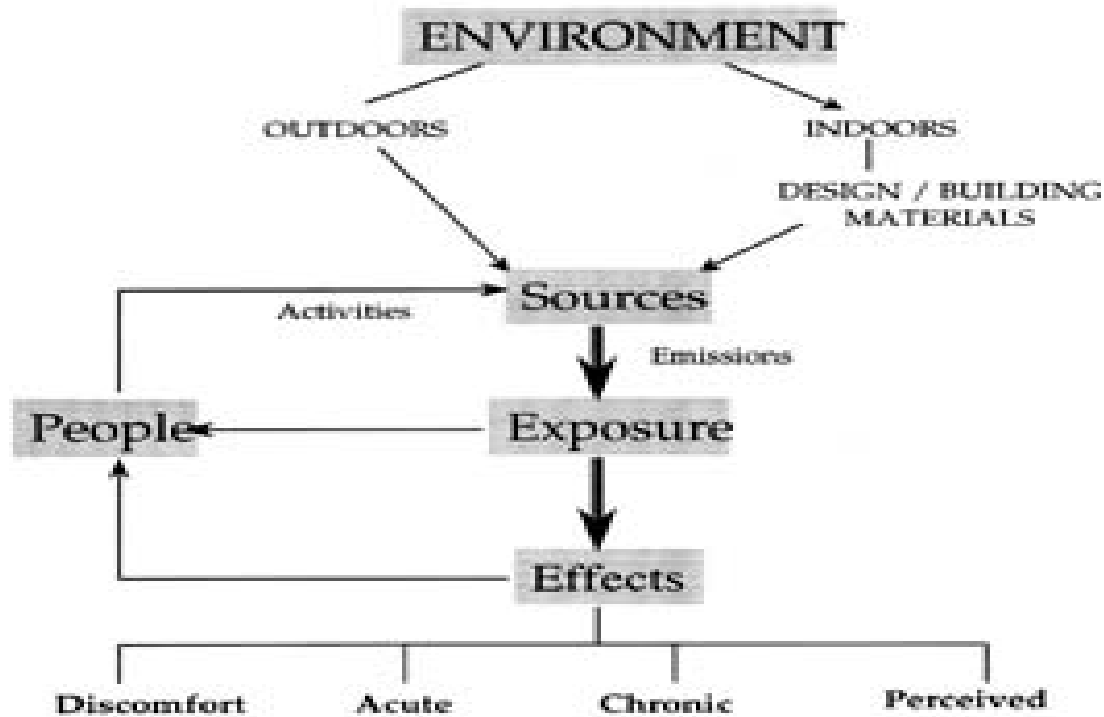 ENVIRONMENT
OUTDOORS
INDOORS
DESIGN / BUILDING
MATERIALS
Sources
Activities
Emissions
People
Exposure
Effects
Discomfort
Acute
Chronic
Perceived